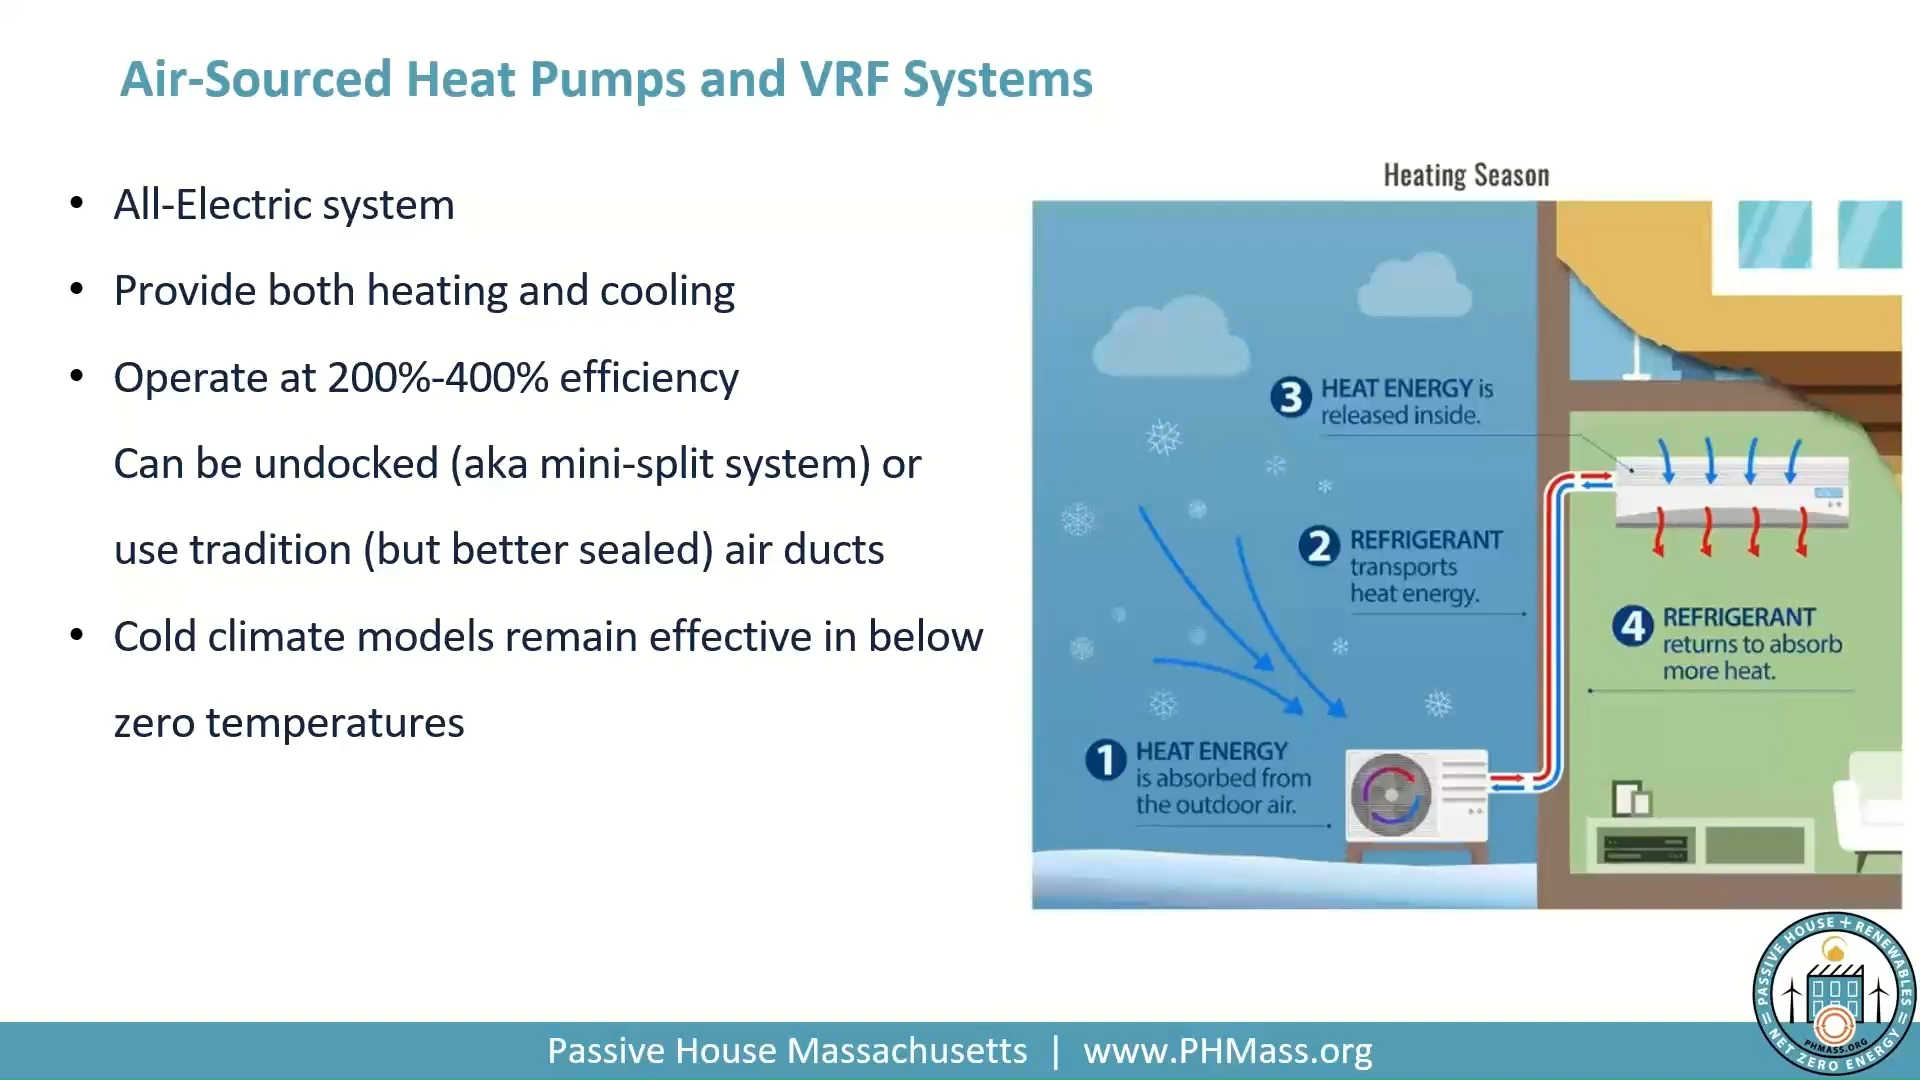 Air-Sourced Heat Pumps and VRF Systems
• All-Electric system
• Provide both heating and cooling
• Operate at 200%-400% efficiency
Can be undocked (aka mini-split system) or
use tradition (but better sealed) air ducts
• Cold climate models remain effective in below
zero temperatures
Heating Season
3 HEAT ENERGY is
released inside.
2 REFRIGERANT
transports
heat energy.
4 REFRIGERANT
returns to absorb
more heat.
1 HEAT ENERGY
is absorbed from
the outdoor air.
Passive House Massachusetts | www.PHMass.org
PASSIVE HOUSE + RENEWABLES
= NET ZERO ENERGY =
PHMASS.ORG